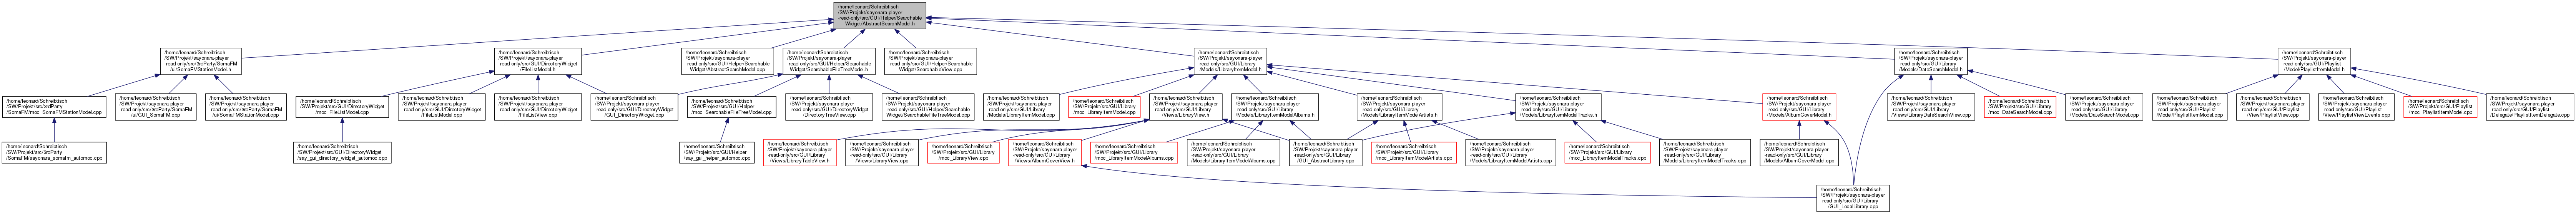 /home/leonard/Schreibtisch
/SW/Projekt/sayonara-player
-read-only/src/GUI/Helper/Searchable
Widget/AbstractSearchModel.h
/home/leonard/Schreibtisch
/SW/Projekt/sayonara-player
-read-only/src/3rdParty/SomaFM
/ui/SomaFMStationModel.h
/home/leonard/Schreibtisch
/SW/Projekt/sayonara-player
-read-only/src/GUI/DirectoryWidget
/FileListModel.h
/home/leonard/Schreibtisch
/SW/Projekt/sayonara-player
-read-only/src/GUI/Helper/Searchable
Widget/AbstractSearchModel.cpp
/home/leonard/Schreibtisch
/SW/Projekt/sayonara-player
-read-only/src/GUI/Helper/Searchable
Widget/SearchableFileTreeModel.h
/home/leonard/Schreibtisch
/SW/Projekt/sayonara-player
-read-only/src/GUI/Helper/Searchable
Widget/SearchableView.cpp
/home/leonard/Schreibtisch
/SW/Projekt/sayonara-player
-read-only/src/GUI/Library
/Models/LibraryItemModel.h
/home/leonard/Schreibtisch
/SW/Projekt/sayonara-player
-read-only/src/GUI/Library
/Models/DateSearchModel.h
/home/leonard/Schreibtisch
/SW/Projekt/sayonara-player
-read-only/src/GUI/Playlist
/Model/PlaylistItemModel.h
/home/leonard/Schreibtisch
/SW/Projekt/src/3rdParty
/SomaFM/moc_SomaFMStationModel.cpp
/home/leonard/Schreibtisch
/SW/Projekt/sayonara-player
-read-only/src/3rdParty/SomaFM
/ui/GUI_SomaFM.cpp
/home/leonard/Schreibtisch
/SW/Projekt/sayonara-player
-read-only/src/3rdParty/SomaFM
/ui/SomaFMStationModel.cpp
/home/leonard/Schreibtisch
/SW/Projekt/src/GUI/DirectoryWidget
/moc_FileListModel.cpp
/home/leonard/Schreibtisch
/SW/Projekt/sayonara-player
-read-only/src/GUI/DirectoryWidget
/FileListModel.cpp
/home/leonard/Schreibtisch
/SW/Projekt/sayonara-player
-read-only/src/GUI/DirectoryWidget
/FileListView.cpp
/home/leonard/Schreibtisch
/SW/Projekt/sayonara-player
-read-only/src/GUI/DirectoryWidget
/GUI_DirectoryWidget.cpp
/home/leonard/Schreibtisch
/SW/Projekt/src/GUI/Helper
/moc_SearchableFileTreeModel.cpp
/home/leonard/Schreibtisch
/SW/Projekt/sayonara-player
-read-only/src/GUI/DirectoryWidget
/DirectoryTreeView.cpp
/home/leonard/Schreibtisch
/SW/Projekt/sayonara-player
-read-only/src/GUI/Helper/Searchable
Widget/SearchableFileTreeModel.cpp
/home/leonard/Schreibtisch
/SW/Projekt/sayonara-player
-read-only/src/GUI/Library
/Models/LibraryItemModel.cpp
/home/leonard/Schreibtisch
/SW/Projekt/src/GUI/Library
/moc_LibraryItemModel.cpp
/home/leonard/Schreibtisch
/SW/Projekt/sayonara-player
-read-only/src/GUI/Library
/Views/LibraryView.h
/home/leonard/Schreibtisch
/SW/Projekt/sayonara-player
-read-only/src/GUI/Library
/Models/LibraryItemModelAlbums.h
/home/leonard/Schreibtisch
/SW/Projekt/sayonara-player
-read-only/src/GUI/Library
/Models/LibraryItemModelArtists.h
/home/leonard/Schreibtisch
/SW/Projekt/sayonara-player
-read-only/src/GUI/Library
/Models/LibraryItemModelTracks.h
/home/leonard/Schreibtisch
/SW/Projekt/sayonara-player
-read-only/src/GUI/Library
/Models/AlbumCoverModel.h
/home/leonard/Schreibtisch
/SW/Projekt/sayonara-player
-read-only/src/GUI/Library
/Views/LibraryDateSearchView.cpp
/home/leonard/Schreibtisch
/SW/Projekt/src/GUI/Library
/moc_DateSearchModel.cpp
/home/leonard/Schreibtisch
/SW/Projekt/sayonara-player
-read-only/src/GUI/Library
/Models/DateSearchModel.cpp
/home/leonard/Schreibtisch
/SW/Projekt/sayonara-player
-read-only/src/GUI/Playlist
/Model/PlaylistItemModel.cpp
/home/leonard/Schreibtisch
/SW/Projekt/sayonara-player
-read-only/src/GUI/Playlist
/View/PlaylistView.cpp
/home/leonard/Schreibtisch
/SW/Projekt/sayonara-player
-read-only/src/GUI/Playlist
/View/PlaylistViewEvents.cpp
/home/leonard/Schreibtisch
/SW/Projekt/src/GUI/Playlist
/moc_PlaylistItemModel.cpp
/home/leonard/Schreibtisch
/SW/Projekt/sayonara-player
-read-only/src/GUI/Playlist
/Delegate/PlaylistItemDelegate.cpp
/home/leonard/Schreibtisch
/SW/Projekt/src/3rdParty
/SomaFM/sayonara_somafm_automoc.cpp
/home/leonard/Schreibtisch
/SW/Projekt/src/GUI/DirectoryWidget
/say_gui_directory_widget_automoc.cpp
/home/leonard/Schreibtisch
/SW/Projekt/src/GUI/Helper
/say_gui_helper_automoc.cpp
/home/leonard/Schreibtisch
/SW/Projekt/sayonara-player
-read-only/src/GUI/Library
/Views/LibraryTableView.h
/home/leonard/Schreibtisch
/SW/Projekt/sayonara-player
-read-only/src/GUI/Library
/Views/LibraryView.cpp
/home/leonard/Schreibtisch
/SW/Projekt/src/GUI/Library
/moc_LibraryView.cpp
/home/leonard/Schreibtisch
/SW/Projekt/sayonara-player
-read-only/src/GUI/Library
/Views/AlbumCoverView.h
/home/leonard/Schreibtisch
/SW/Projekt/src/GUI/Library
/moc_LibraryItemModelAlbums.cpp
/home/leonard/Schreibtisch
/SW/Projekt/sayonara-player
-read-only/src/GUI/Library
/Models/LibraryItemModelAlbums.cpp
/home/leonard/Schreibtisch
/SW/Projekt/sayonara-player
-read-only/src/GUI/Library
/GUI_AbstractLibrary.cpp
/home/leonard/Schreibtisch
/SW/Projekt/src/GUI/Library
/moc_LibraryItemModelArtists.cpp
/home/leonard/Schreibtisch
/SW/Projekt/sayonara-player
-read-only/src/GUI/Library
/Models/LibraryItemModelArtists.cpp
/home/leonard/Schreibtisch
/SW/Projekt/src/GUI/Library
/moc_LibraryItemModelTracks.cpp
/home/leonard/Schreibtisch
/SW/Projekt/sayonara-player
-read-only/src/GUI/Library
/Models/LibraryItemModelTracks.cpp
/home/leonard/Schreibtisch
/SW/Projekt/sayonara-player
-read-only/src/GUI/Library
/Models/AlbumCoverModel.cpp
/home/leonard/Schreibtisch
/SW/Projekt/sayonara-player
-read-only/src/GUI/Library
/GUI_LocalLibrary.cpp